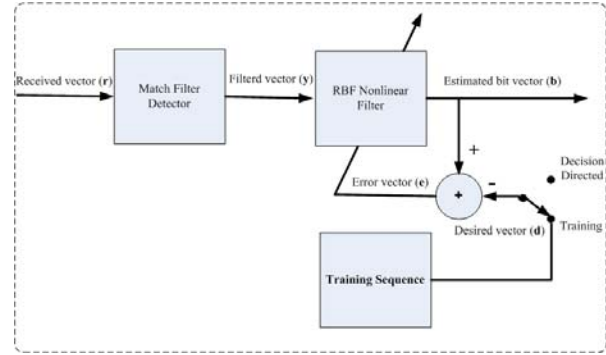 Received vector (r)
Match Filter
Detector
Filterd vector (y)
RBF Nonlinear
Filter
Estimated bit vector (b)
+
-
+
Error vector (e)
Decision
Directed
Desired vector (d)
Training
Training Sequence